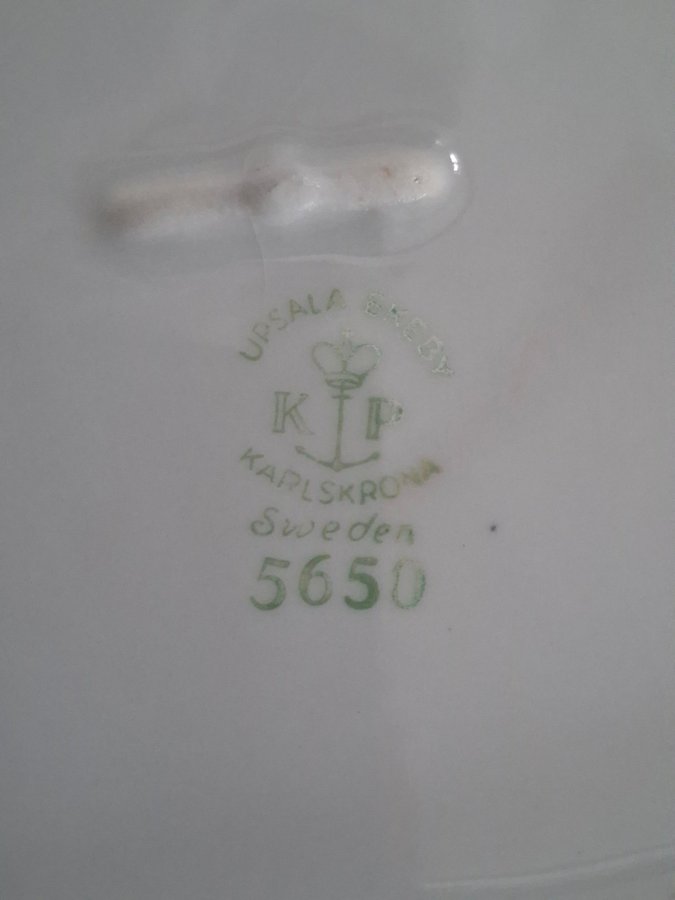 UPSALA EKEBY
K P
KARLSKRONA
Sweden
5650